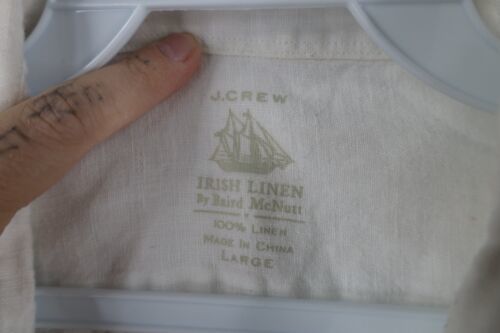 J.CREW
IRISH LINEN
By Baird McNutt
100% LINEN
MADE IN CHINA
LARGE